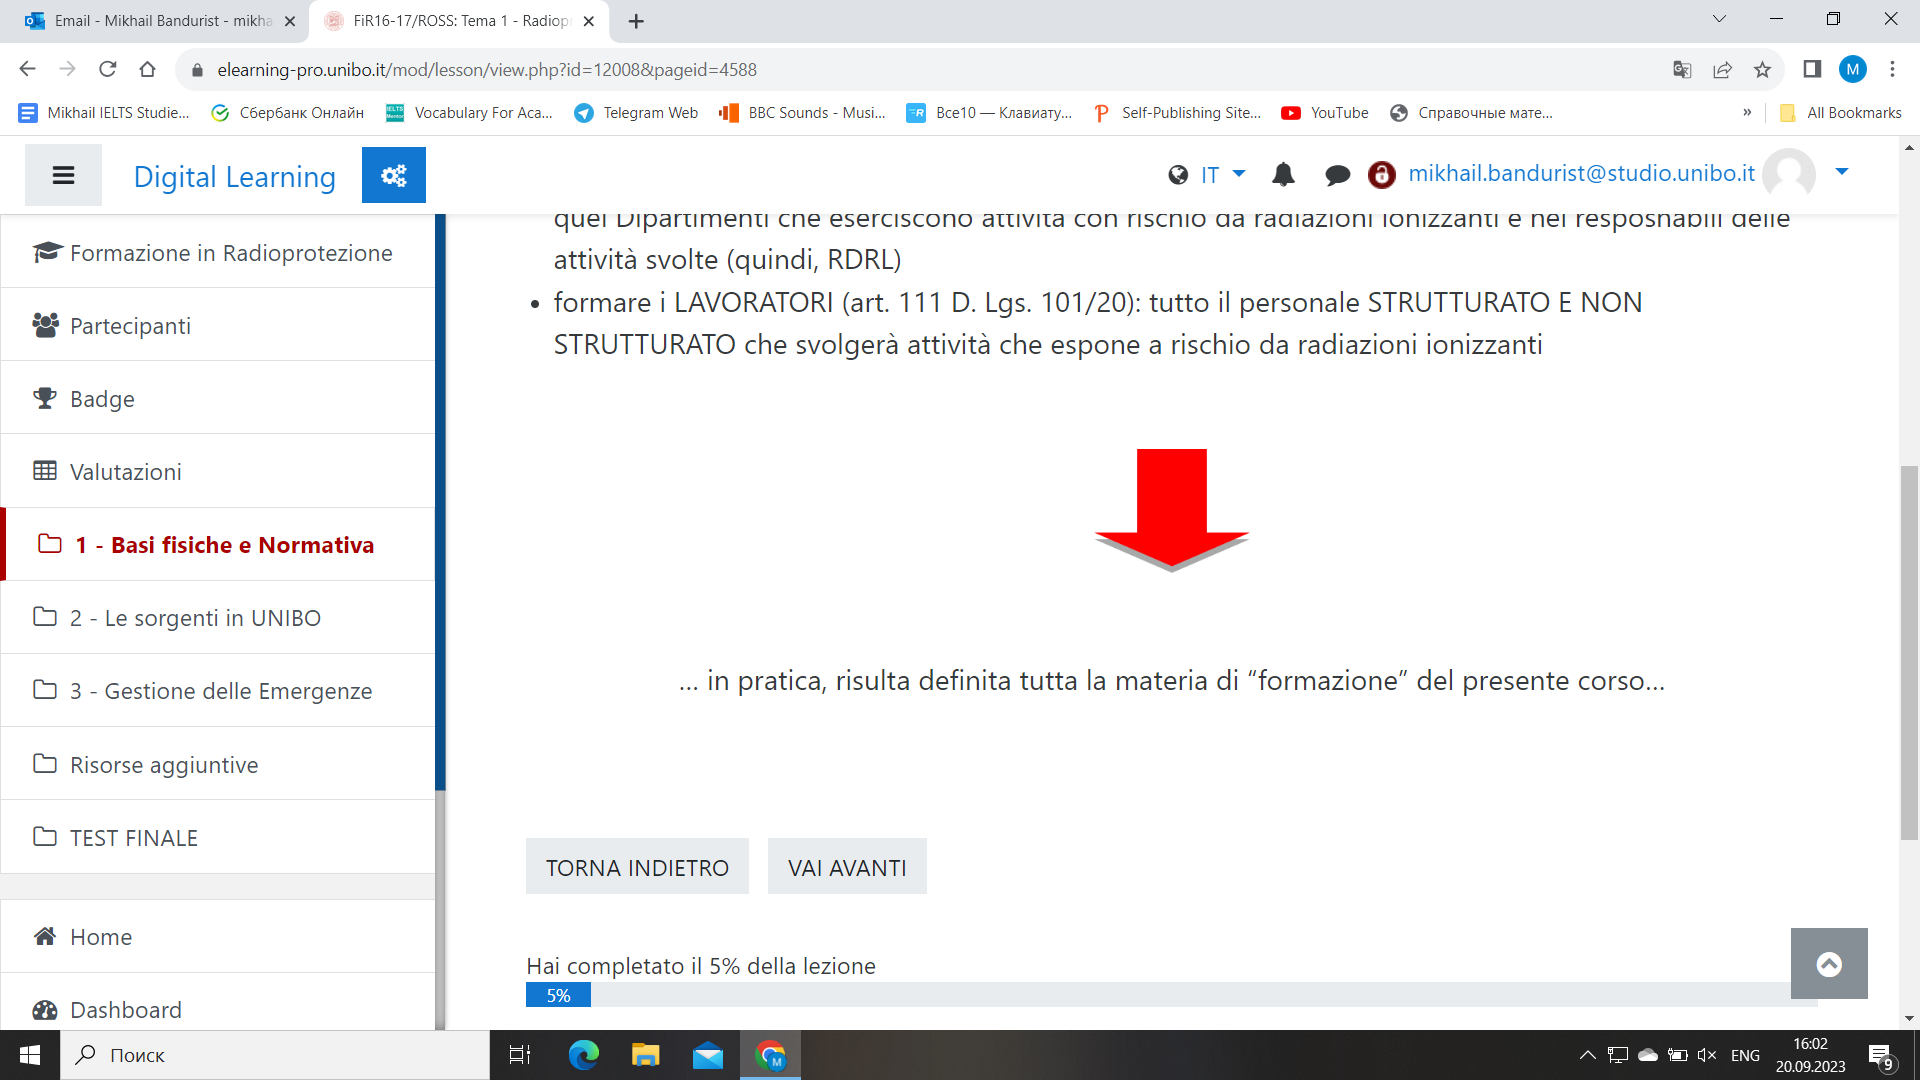 Email - Mikhail Bandurist - mikha
FiR16-17/ROSS: Tema 1 - Radiop
elearning-pro.unibo.it/mod/lesson/view.php?id=12008&pageid=4588
M
Mikhail IELTS Studie...
Сбербанк Онлайн
Vocabulary For Aca...
Telegram Web
BBC Sounds - Musi...
Все10 — Клавиату...
Self-Publishing Site...
YouTube
Справочные мате...
»
All Bookmarks
Digital Learning
IT
mikhail.bandurist@studio.unibo.it
Formazione in Radioprotezione
Partecipanti
Badge
Valutazioni
1 - Basi fisiche e Normativa
2 - Le sorgenti in UNIBO
3 - Gestione delle Emergenze
Risorse aggiuntive
TEST FINALE
Home
Dashboard
quei Dipartimenti che eserciscono attività con rischio da radiazioni ionizzanti e nei resposnabili delle
attività svolte (quindi, RDRL)
• formare i LAVORATORI (art. 111 D. Lgs. 101/20): tutto il personale STRUTTURATO E NON
STRUTTURATO che svolgerà attività che espone a rischio da radiazioni ionizzanti
... in pratica, risulta definita tutta la materia di “formazione” del presente corso...
TORNA INDIETRO
VAI AVANTI
Hai completato il 5% della lezione
5%
Поиск
M
ENG
16:02
20.09.2023
9